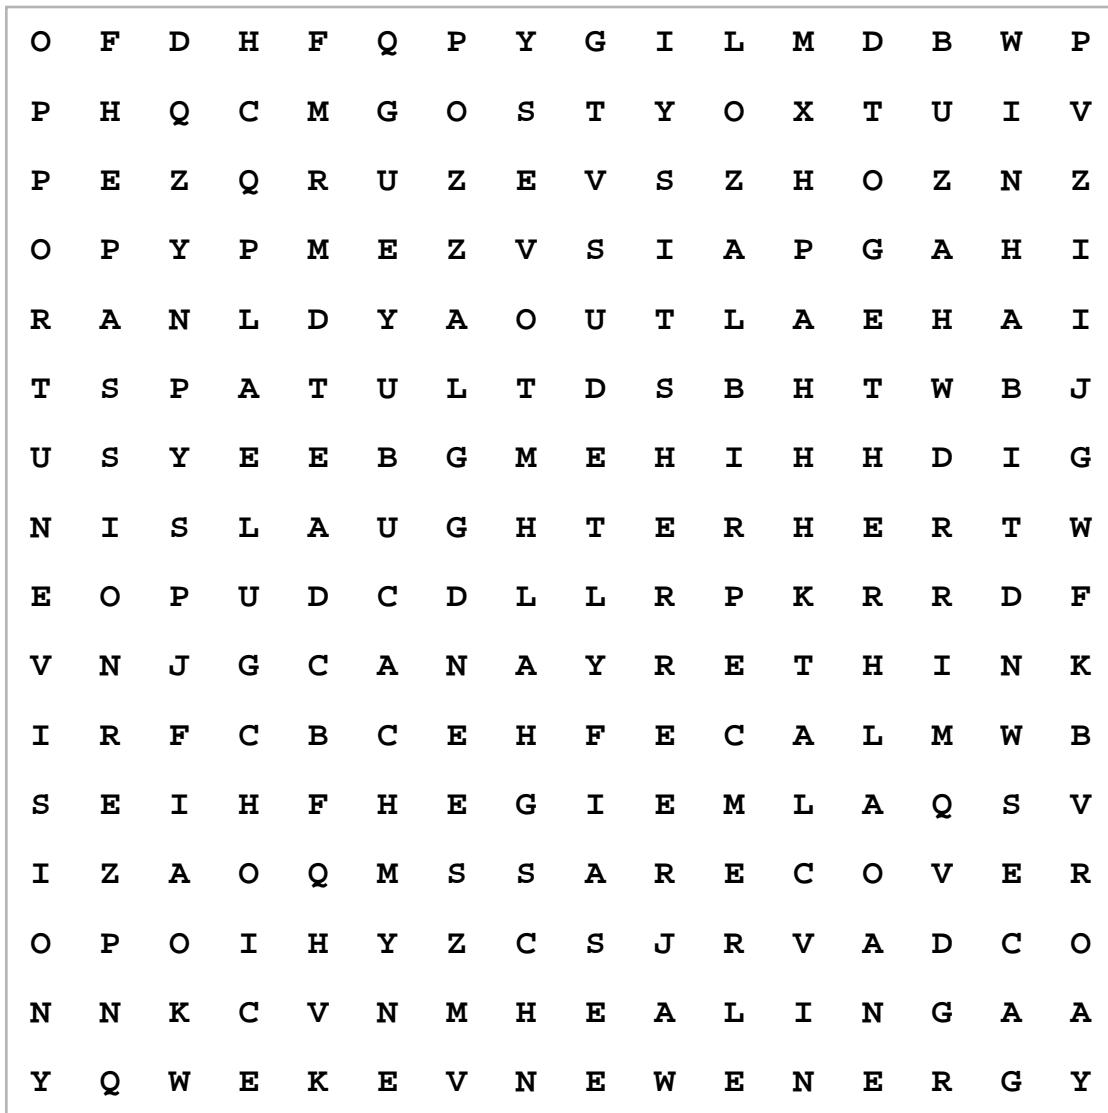 O F D H F Q P Y G I L M D B W P
P H Q C M G O S T Y O X T U I V
P E Z Q R U Z E V S Z H O Z N Z
O P Y P M E Z V S I A P G A H I
R A N L D Y A O U T L A E H A I
T S P A T U L T D S B H T W B J
U S Y E E B G M E H I H H D I G
N I S L A U G H T E R H E R T W
E O P U D C D L L R P K R R D F
V N J G C A N A Y R E T H I N K
I R F C B C E H F E C A L M W B
S E I H F H E G I E M L A Q S V
I Z A O Q M S S A R E C O V E R
O P O I H Y Z C S J R V A D C O
N N K C V N M H E A L I N G A A
Y Q W E K E V N E W E N E R G Y